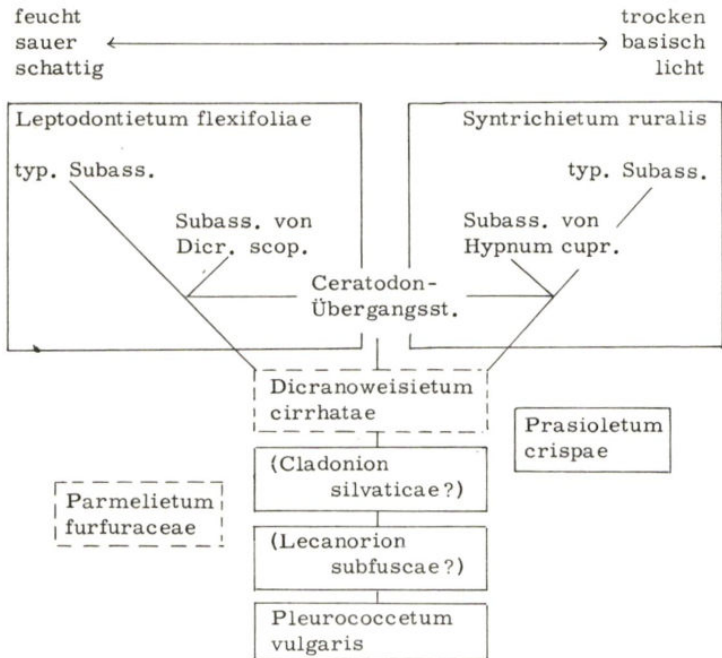 feucht
sauer
schattig
trocken
basisch
licht
Leptodontietum flexifoliae
typ. Subass.
Subass. von
Dicr. scop.
Syntrichietum ruralis
typ. Subass.
Subass. von
Hypnum cupr.
Ceratodon-
Übergangsst.
Dicranoweisietum
cirrhatae
Prasioletum
crispae
(Cladonion
silvaticae?)
Parmelietum
furfuraceae
(Lecanorion
subfuscae?)
Pleurococcetum
vulgaris